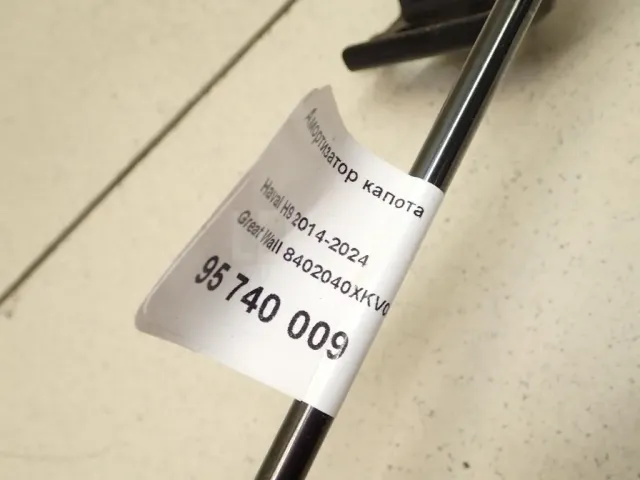 Амортизатор капота
Haval H9 2014-2024
Great Wall 8402040XKV0
95 740 009